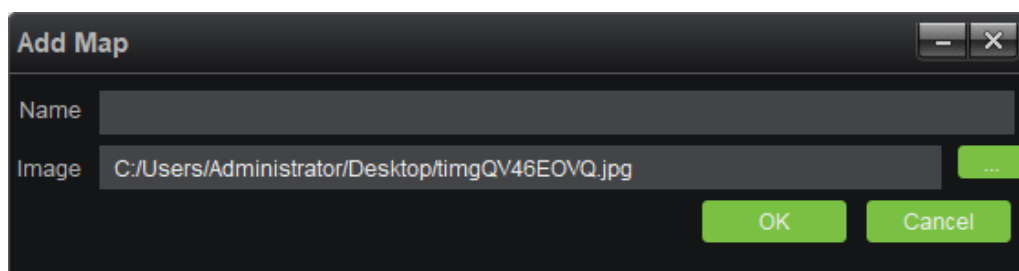 Add Map
Name
Image C:/Users/Administrator/Desktop/timgQV46EOVQ.jpg ...
OK Cancel